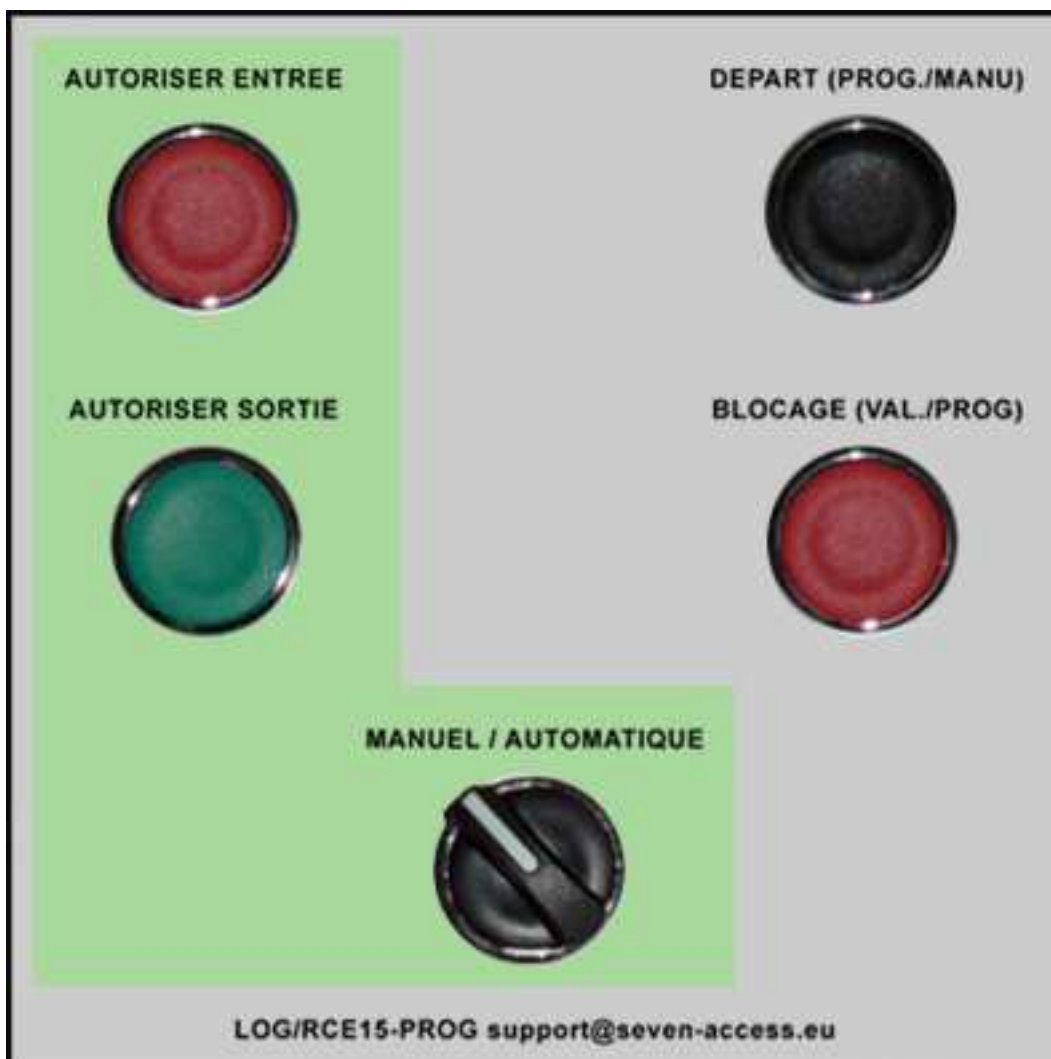 AUTORISER ENTREE
DEPART (PROG./MANU)
AUTORISER SORTIE
BLOCAGE (VAL./PROG)
MANUEL / AUTOMATIQUE
LOG/RCE15-PROG support@seven-access.eu